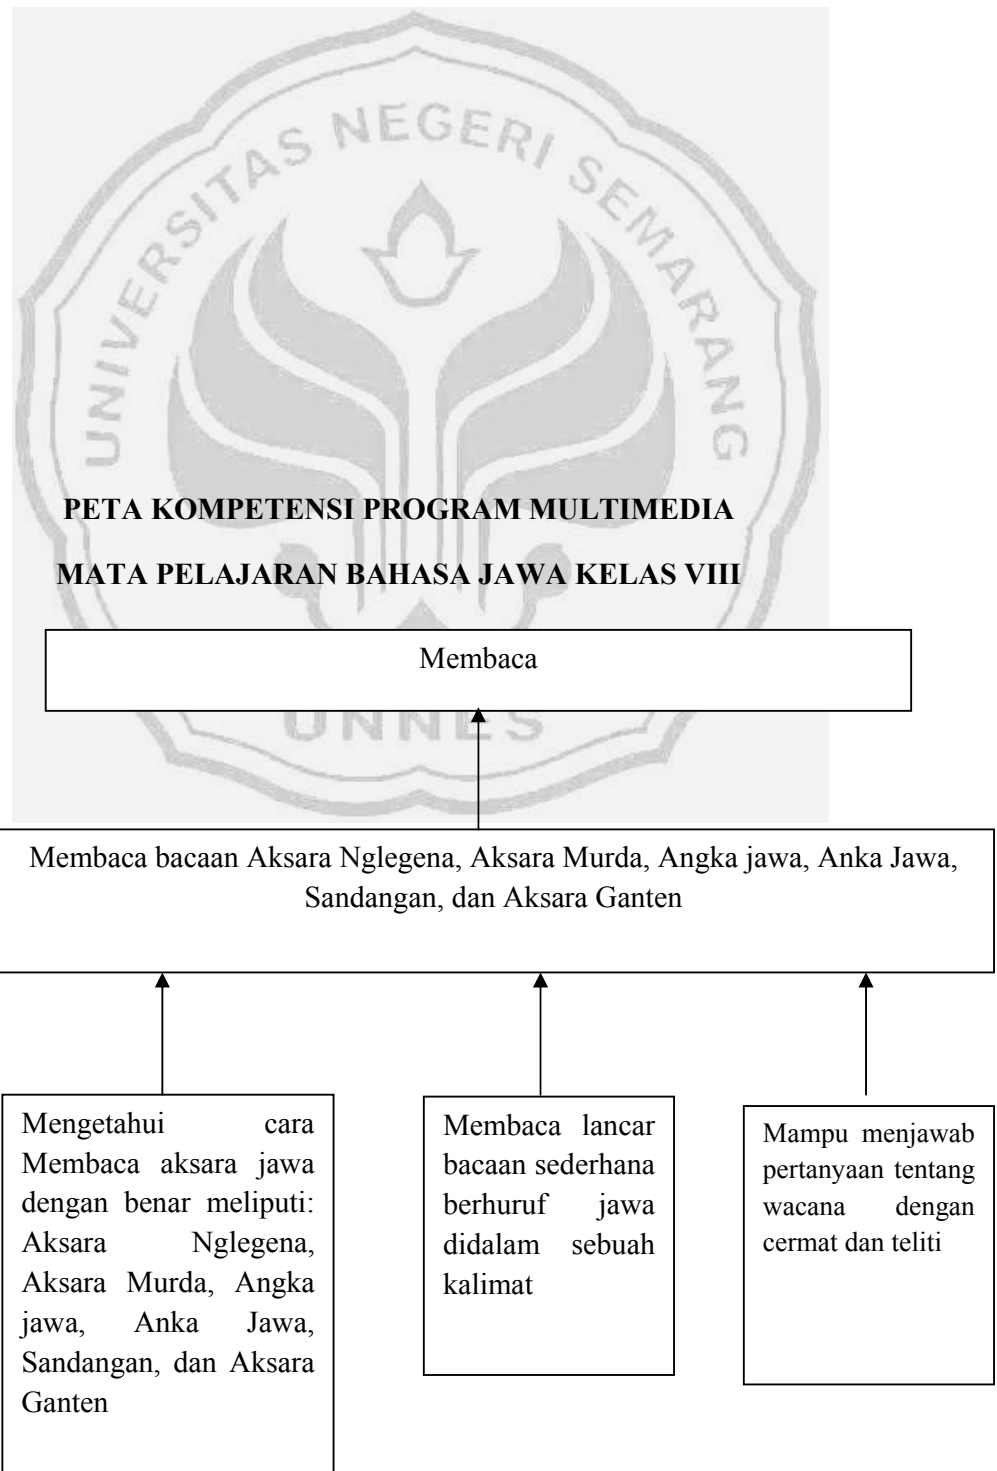 UNIVERSITAS NEGERI SEMARANG
PETA KOMPETENSI PROGRAM MULTIMEDIA
MATA PELAJARAN BAHASA JAWA KELAS VIII
Membaca
UNNES
Membaca bacaan Aksara Nglegena, Aksara Murda, Angka jawa, Anka Jawa,
Sandangan, dan Aksara Ganten
Mengetahui cara
Membaca aksara jawa
dengan benar meliputi:
Aksara Nglegena,
Aksara Murda, Angka
jawa, Anka Jawa,
Sandangan, dan Aksara
Ganten
Membaca lancar
bacaan sederhana
berhuruf jawa
didalam sebuah
kalimat
Mampu menjawab
pertanyaan tentang
wacana dengan
cermat dan teliti